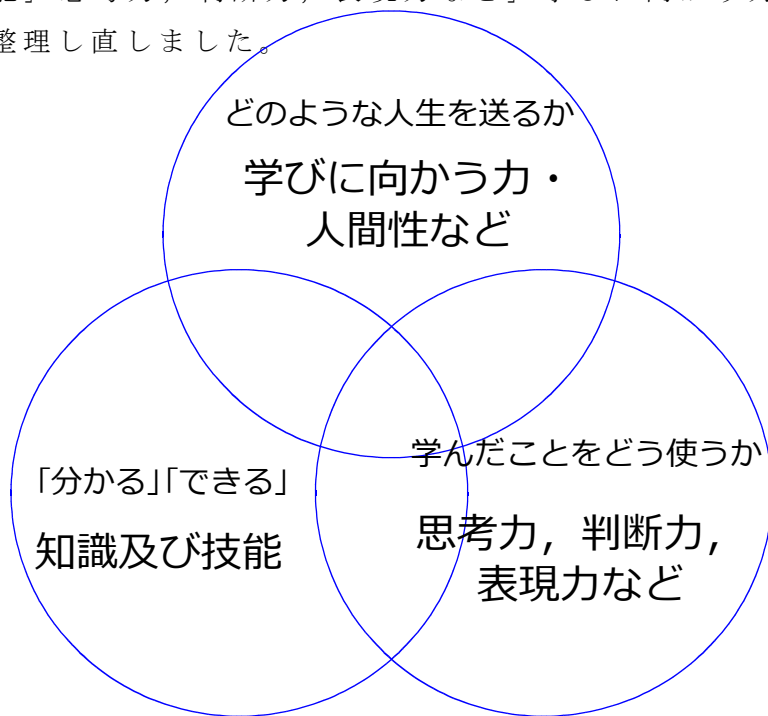 整理し直しました。
どのような人生を送るか
学びに向かう力・
人間性など
「分かる」「できる」
知識及び技能
学んだことをどう使うか
思考力，判断力，
表現力など